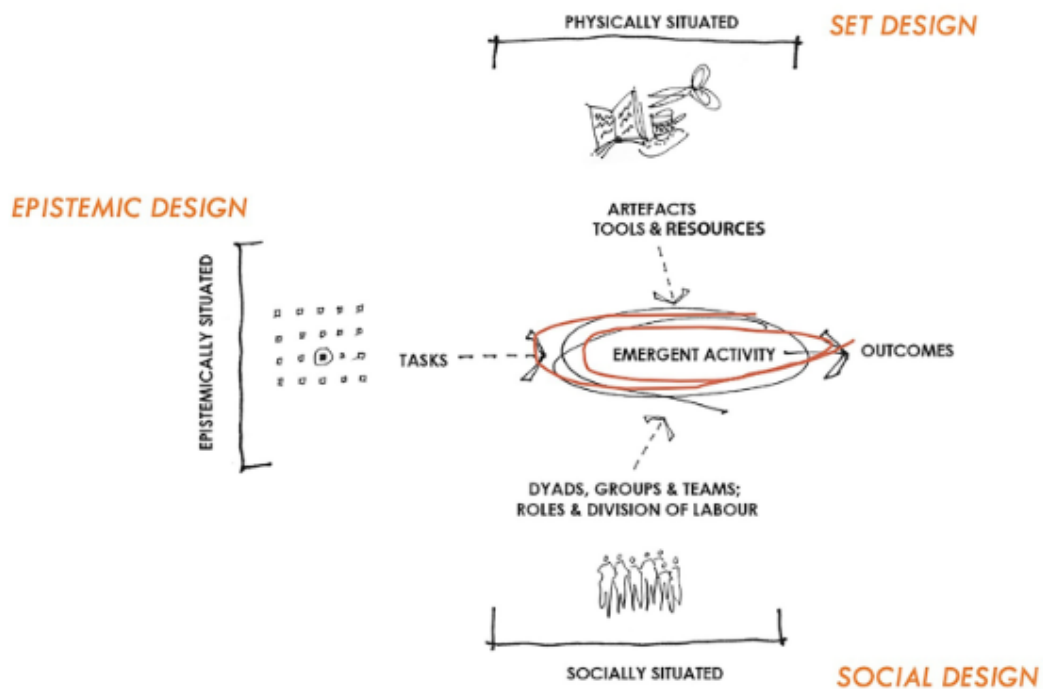 PHYSICALLY SITUATED
SET DESIGN
EPISTEMIC DESIGN
ARTEFACTS
TOOLS & RESOURCES
EPISTEMICALLY SITUATED
TASKS
EMERGENT ACTIVITY
OUTCOMES
DYADS, GROUPS & TEAMS;
ROLES & DIVISION OF LABOUR
SOCIALLY SITUATED
SOCIAL DESIGN